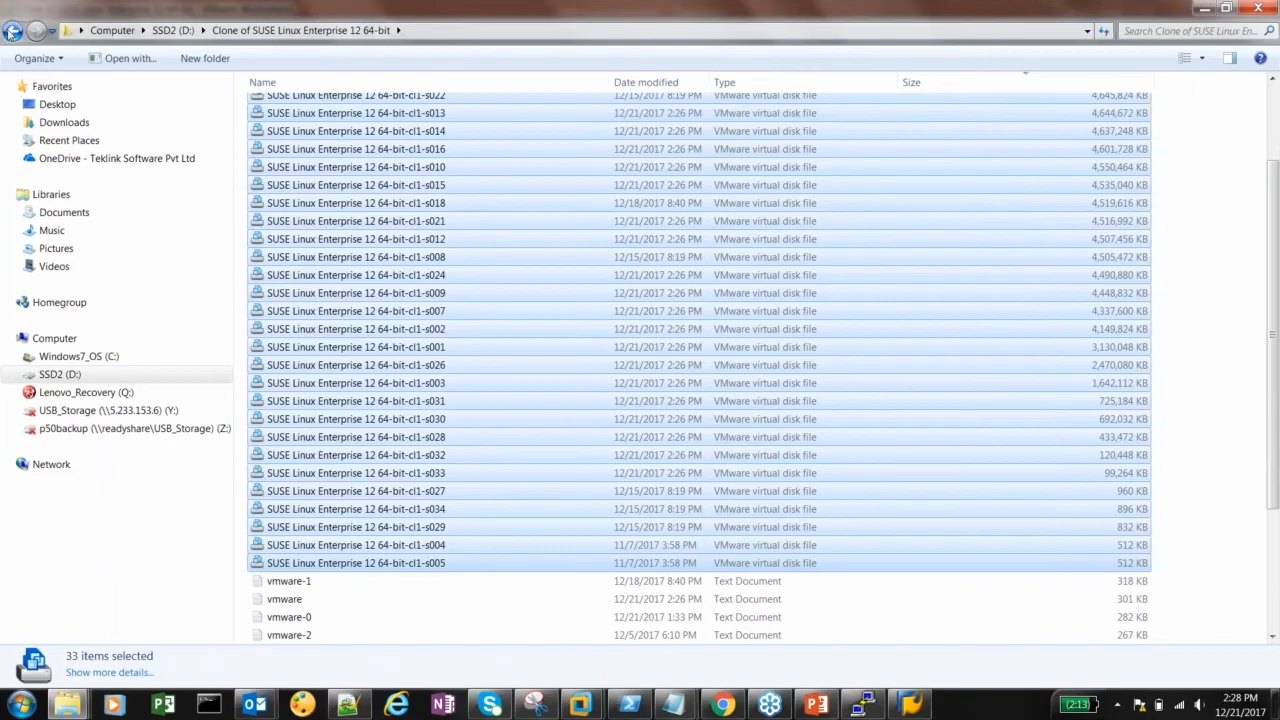 Computer ▸ SSD2 (D:) ▸ Clone of SUSE Linux Enterprise 12 64-bit ▸
Search Clone of SUSE Linux En...
Organize Open with... New folder
Favorites
Desktop
Downloads
Recent Places
OneDrive - Teklink Software Pvt Ltd
Libraries
Documents
Music
Pictures
Videos
Homegroup
Computer
Windows7_OS (C:)
SSD2 (D:)
Lenovo_Recovery (Q:)
USB_Storage (\\5.233.153.6) (Y:)
p50backup (\\readyshare\USB_Storage) (Z:)
Network
Name Date modified Type Size
SUSE Linux Enterprise 12 64-bit-cl1-s022 12/15/2017 8:19 PM VMware virtual disk file 4,645,824 KB
SUSE Linux Enterprise 12 64-bit-cl1-s013 12/21/2017 2:26 PM VMware virtual disk file 4,644,672 KB
SUSE Linux Enterprise 12 64-bit-cl1-s014 12/21/2017 2:26 PM VMware virtual disk file 4,637,248 KB
SUSE Linux Enterprise 12 64-bit-cl1-s016 12/21/2017 2:26 PM VMware virtual disk file 4,601,728 KB
SUSE Linux Enterprise 12 64-bit-cl1-s010 12/21/2017 2:26 PM VMware virtual disk file 4,550,464 KB
SUSE Linux Enterprise 12 64-bit-cl1-s015 12/21/2017 2:26 PM VMware virtual disk file 4,535,040 KB
SUSE Linux Enterprise 12 64-bit-cl1-s018 12/18/2017 8:40 PM VMware virtual disk file 4,519,616 KB
SUSE Linux Enterprise 12 64-bit-cl1-s021 12/21/2017 2:26 PM VMware virtual disk file 4,516,992 KB
SUSE Linux Enterprise 12 64-bit-cl1-s012 12/21/2017 2:26 PM VMware virtual disk file 4,507,456 KB
SUSE Linux Enterprise 12 64-bit-cl1-s008 12/15/2017 8:19 PM VMware virtual disk file 4,505,472 KB
SUSE Linux Enterprise 12 64-bit-cl1-s024 12/21/2017 2:26 PM VMware virtual disk file 4,490,880 KB
SUSE Linux Enterprise 12 64-bit-cl1-s009 12/21/2017 2:26 PM VMware virtual disk file 4,448,832 KB
SUSE Linux Enterprise 12 64-bit-cl1-s007 12/21/2017 2:26 PM VMware virtual disk file 4,337,600 KB
SUSE Linux Enterprise 12 64-bit-cl1-s002 12/21/2017 2:26 PM VMware virtual disk file 4,149,824 KB
SUSE Linux Enterprise 12 64-bit-cl1-s001 12/21/2017 2:26 PM VMware virtual disk file 3,130,048 KB
SUSE Linux Enterprise 12 64-bit-cl1-s026 12/21/2017 2:26 PM VMware virtual disk file 2,470,080 KB
SUSE Linux Enterprise 12 64-bit-cl1-s003 12/21/2017 2:26 PM VMware virtual disk file 1,642,112 KB
SUSE Linux Enterprise 12 64-bit-cl1-s031 12/21/2017 2:26 PM VMware virtual disk file 725,184 KB
SUSE Linux Enterprise 12 64-bit-cl1-s030 12/21/2017 2:26 PM VMware virtual disk file 692,032 KB
SUSE Linux Enterprise 12 64-bit-cl1-s028 12/21/2017 2:26 PM VMware virtual disk file 433,472 KB
SUSE Linux Enterprise 12 64-bit-cl1-s032 12/21/2017 2:26 PM VMware virtual disk file 120,448 KB
SUSE Linux Enterprise 12 64-bit-cl1-s033 12/21/2017 2:26 PM VMware virtual disk file 99,264 KB
SUSE Linux Enterprise 12 64-bit-cl1-s027 12/15/2017 8:19 PM VMware virtual disk file 960 KB
SUSE Linux Enterprise 12 64-bit-cl1-s034 12/15/2017 8:19 PM VMware virtual disk file 896 KB
SUSE Linux Enterprise 12 64-bit-cl1-s029 12/15/2017 8:19 PM VMware virtual disk file 832 KB
SUSE Linux Enterprise 12 64-bit-cl1-s004 11/7/2017 3:58 PM VMware virtual disk file 512 KB
SUSE Linux Enterprise 12 64-bit-cl1-s005 11/7/2017 3:58 PM VMware virtual disk file 512 KB
vmware-1 12/18/2017 8:40 PM Text Document 318 KB
vmware 12/21/2017 2:26 PM Text Document 301 KB
vmware-0 12/21/2017 1:33 PM Text Document 282 KB
vmware-2 12/5/2017 6:10 PM Text Document 267 KB
33 items selected
Show more details...
(2:13)
2:28 PM
12/21/2017